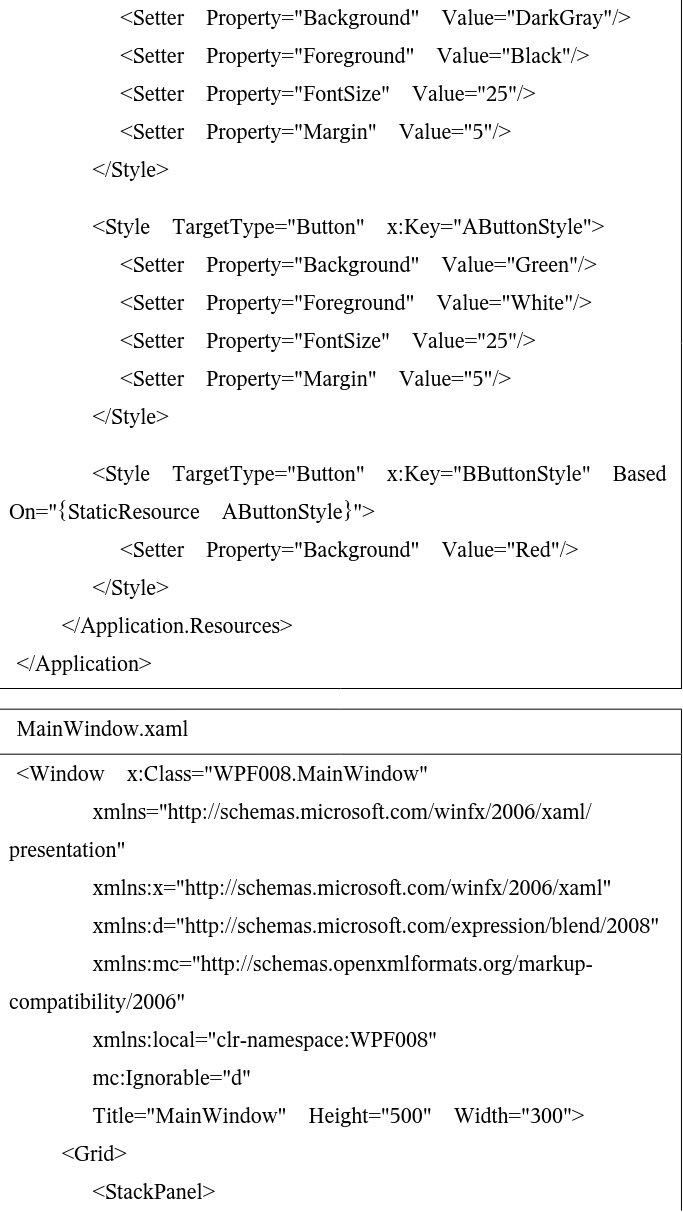 <Setter Property="Background" Value="DarkGray"/>
<Setter Property="Foreground" Value="Black"/>
<Setter Property="FontSize" Value="25"/>
<Setter Property="Margin" Value="5"/>
</Style>
<Style TargetType="Button" x:Key="AButtonStyle">
<Setter Property="Background" Value="Green"/>
<Setter Property="Foreground" Value="White"/>
<Setter Property="FontSize" Value="25"/>
<Setter Property="Margin" Value="5"/>
</Style>
<Style TargetType="Button" x:Key="BButtonStyle" Based
On="{StaticResource AButtonStyle}">
<Setter Property="Background" Value="Red"/>
</Style>
</Application.Resources>
</Application>
MainWindow.xaml
<Window x:Class="WPF008.MainWindow"
xmlns="http://schemas.microsoft.com/winfx/2006/xaml/
presentation"
xmlns:x="http://schemas.microsoft.com/winfx/2006/xaml"
xmlns:d="http://schemas.microsoft.com/expression/blend/2008"
xmlns:mc="http://schemas.openxmlformats.org/markup-
compatibility/2006"
xmlns:local="clr-namespace:WPF008"
mc:Ignorable="d"
Title="MainWindow" Height="500" Width="300">
<Grid>
<StackPanel>